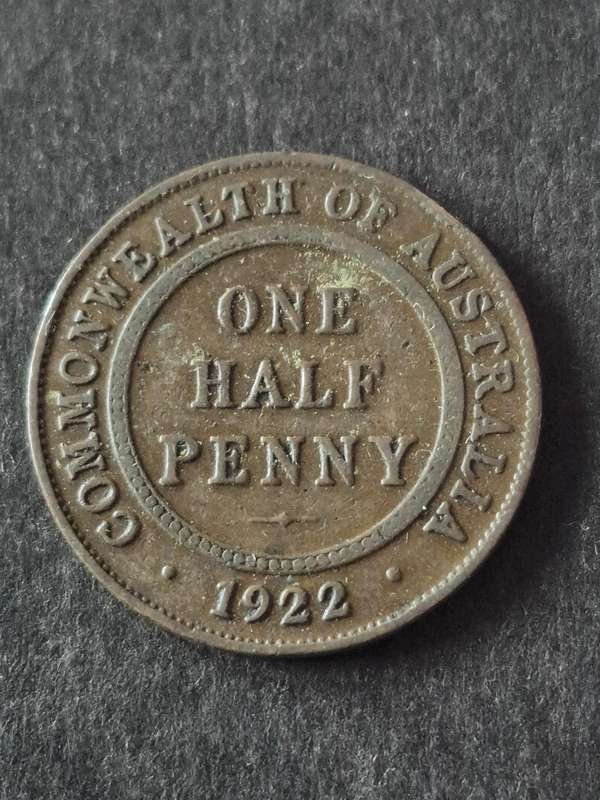 COMMONWEALTH OF AUSTRALIA
ONE
HALF
PENNY
1922